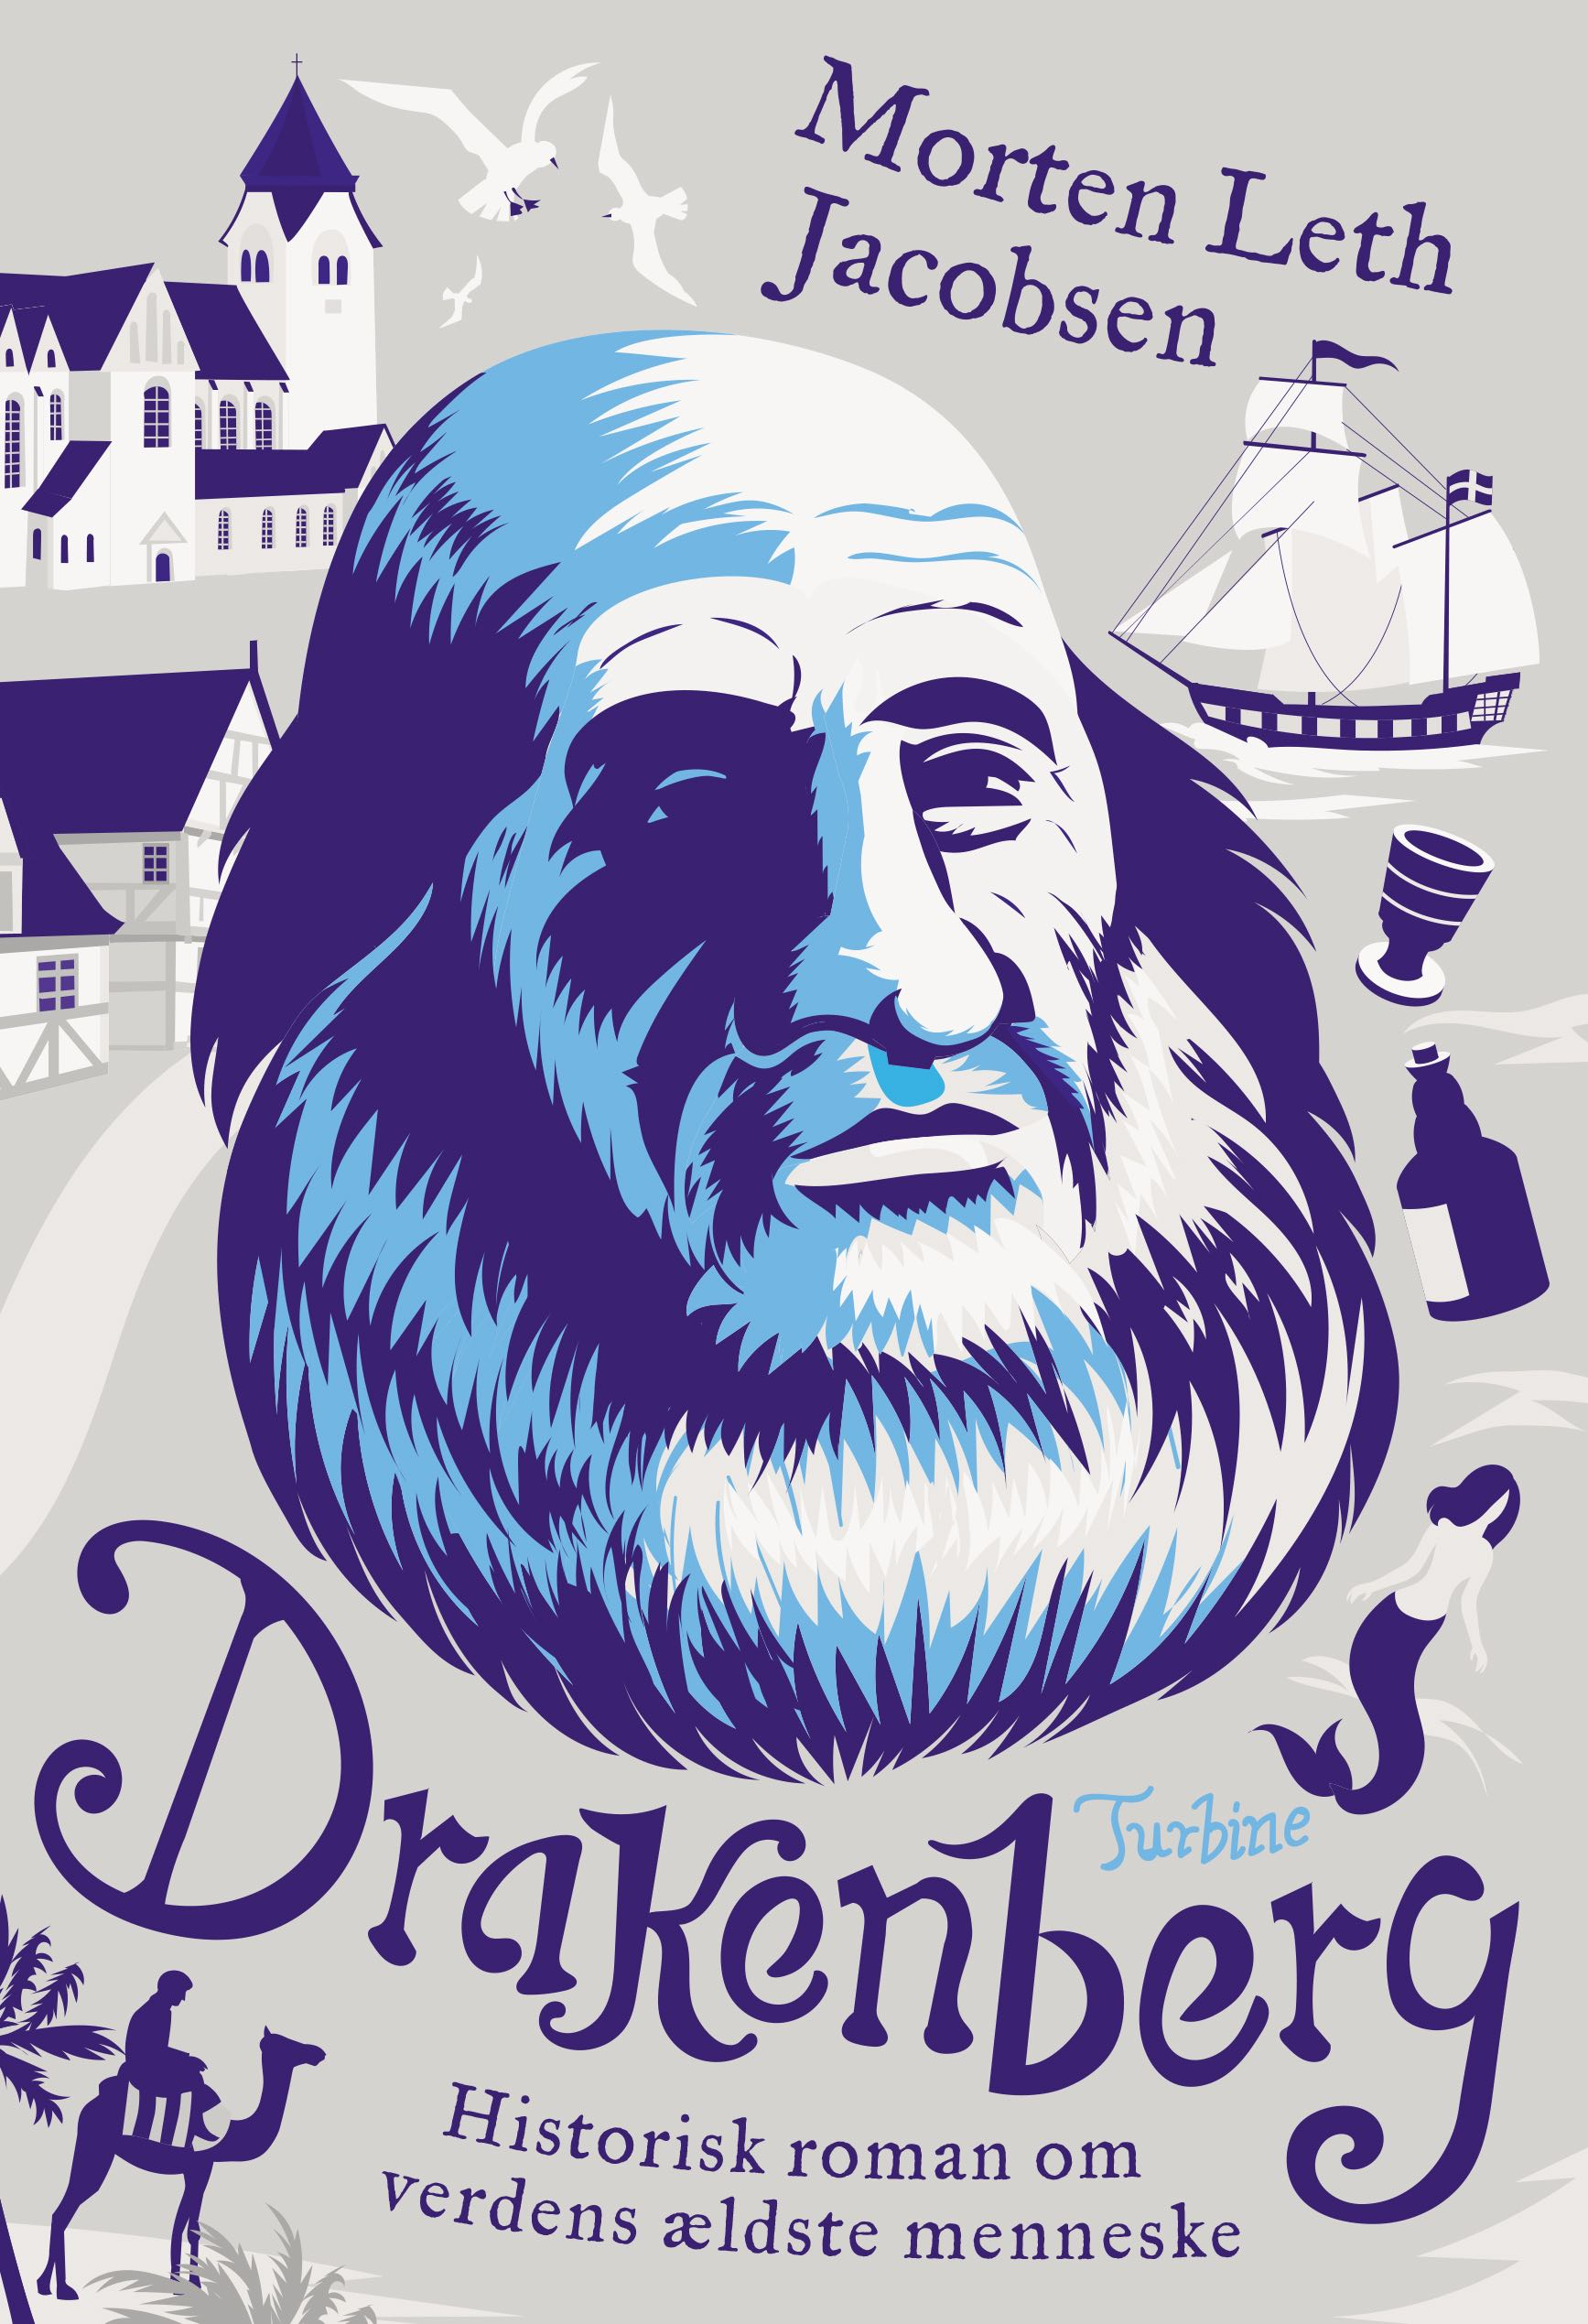 Morten Leth
Jacobsen
Drakenberg
Turbine
Historisk roman om
verdens ældste menneske